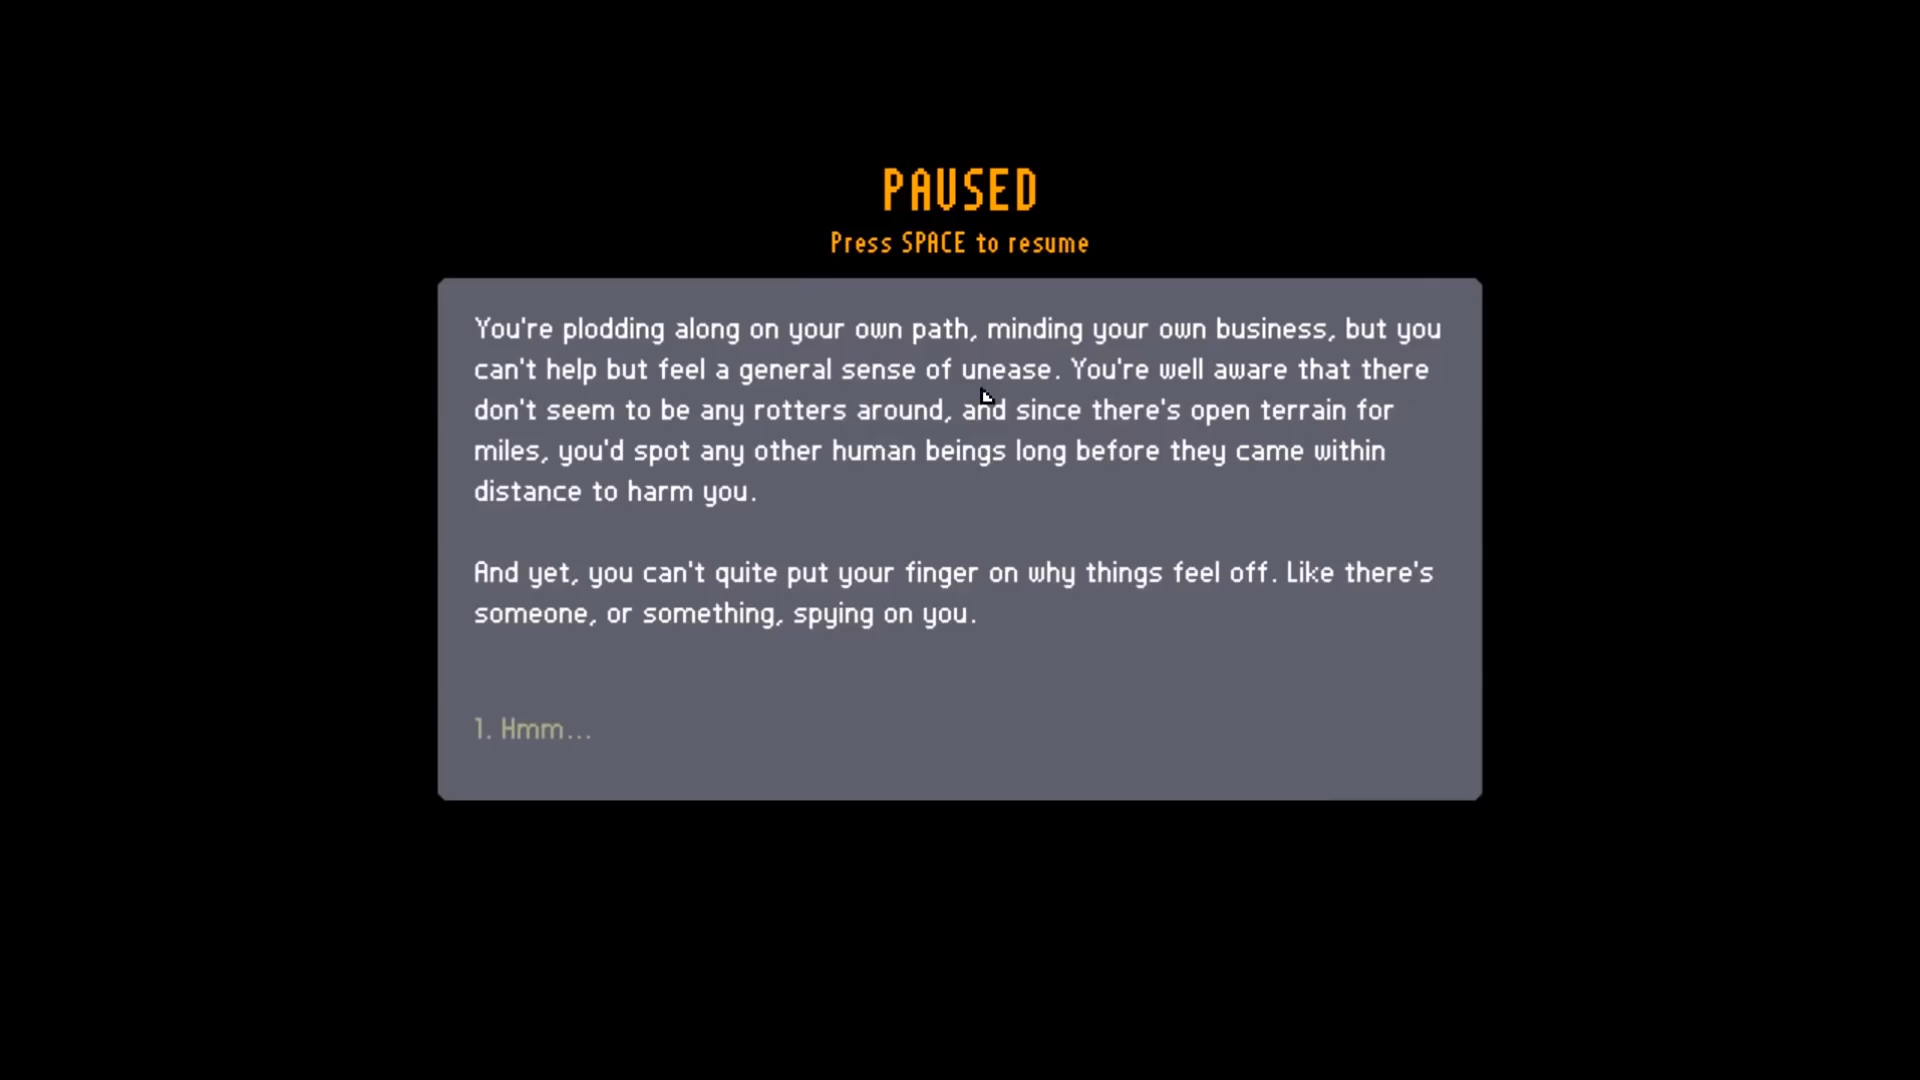 PAUSED
Press SPACE to resume
You're plodding along on your own path, minding your own business, but you
can't help but feel a general sense of unease. You're well aware that there
don't seem to be any rotters around, and since there's open terrain for
miles, you'd spot any other human beings long before they came within
distance to harm you.
And yet, you can't quite put your finger on why things feel off. Like there's
someone, or something, spying on you.
1. Hmm...